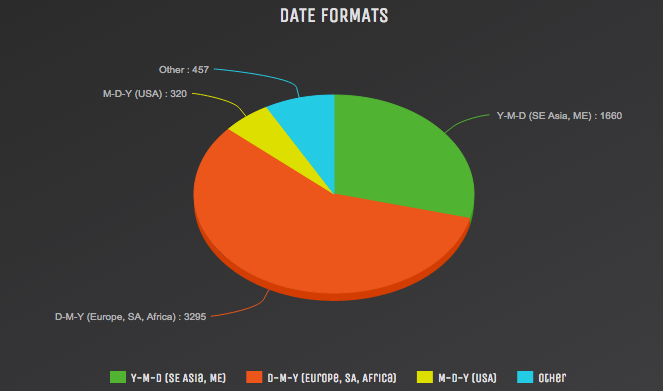 DATE FORMATS
Other : 457
M-D-Y (USA) : 320
Y-M-D (SE Asia, ME) : 1660
D-M-Y (Europe, SA, Africa) : 3295
Y-M-D (SE Asia, ME)
D-M-Y (Europe, SA, Africa)
M-D-Y (USA)
Other